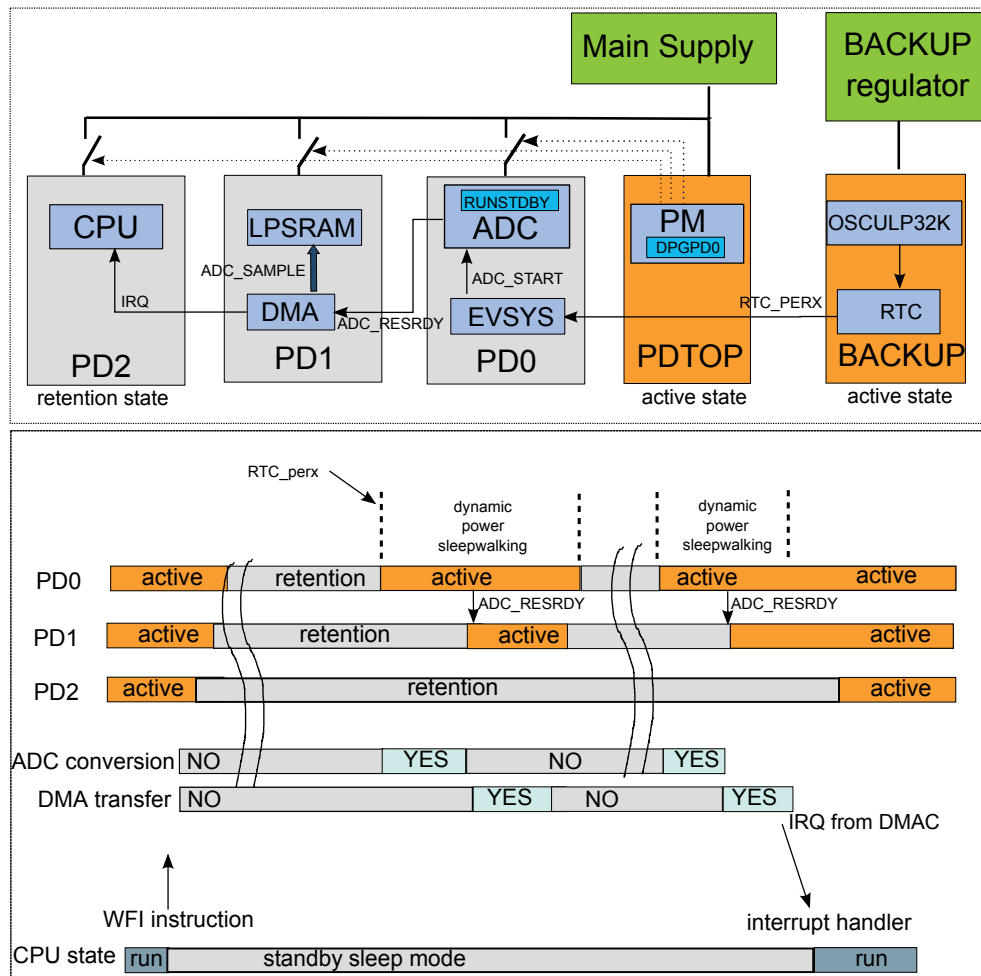 Main Supply
BACKUP
regulator
CPU
LPSRAM
RUNSTDBY
ADC
PM
DPGPD0
OSCULP32K
ADC_SAMPLE
ADC_START
IRQ
DMA
ADC_RESRDY
EVSYS
RTC_PERX
RTC
PD2
PD1
PD0
PDTOP
BACKUP
retention state
active state
active state
RTC_perx
dynamic
power
sleepwalking
dynamic
power
sleepwalking
PD0
active
retention
active
active
active
ADC_RESRDY
ADC_RESRDY
PD1
active
retention
active
active
PD2
active
retention
active
ADC conversion
NO
YES
NO
YES
DMA transfer
NO
YES
NO
YES
IRQ from DMAC
WFI instruction
interrupt handler
CPU state
run
standby sleep mode
run